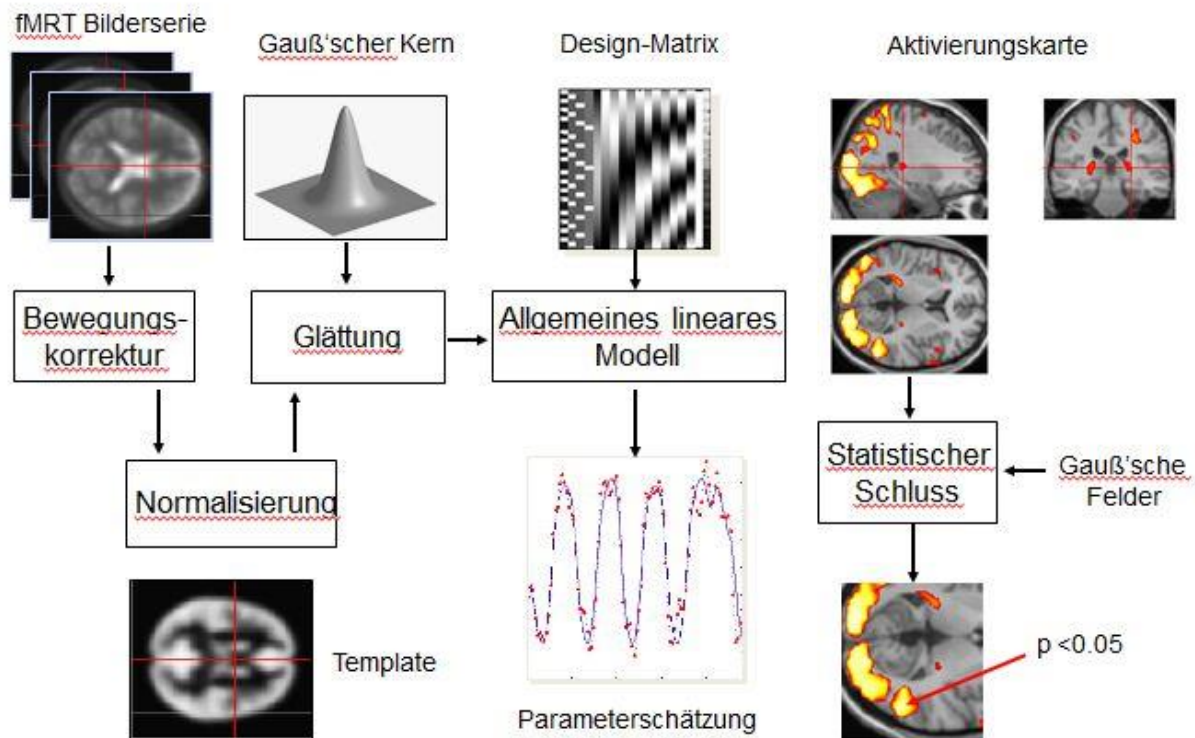 fMRT Bilderserie
Gauß'scher Kern
Design-Matrix
Aktivierungskarte
Bewegungs-
korrektur
Glättung
Allgemeines lineares
Modell
Normalisierung
Statistischer
Schluss
Gauß'sche
Felder
Template
Parameterschätzung
p <0.05